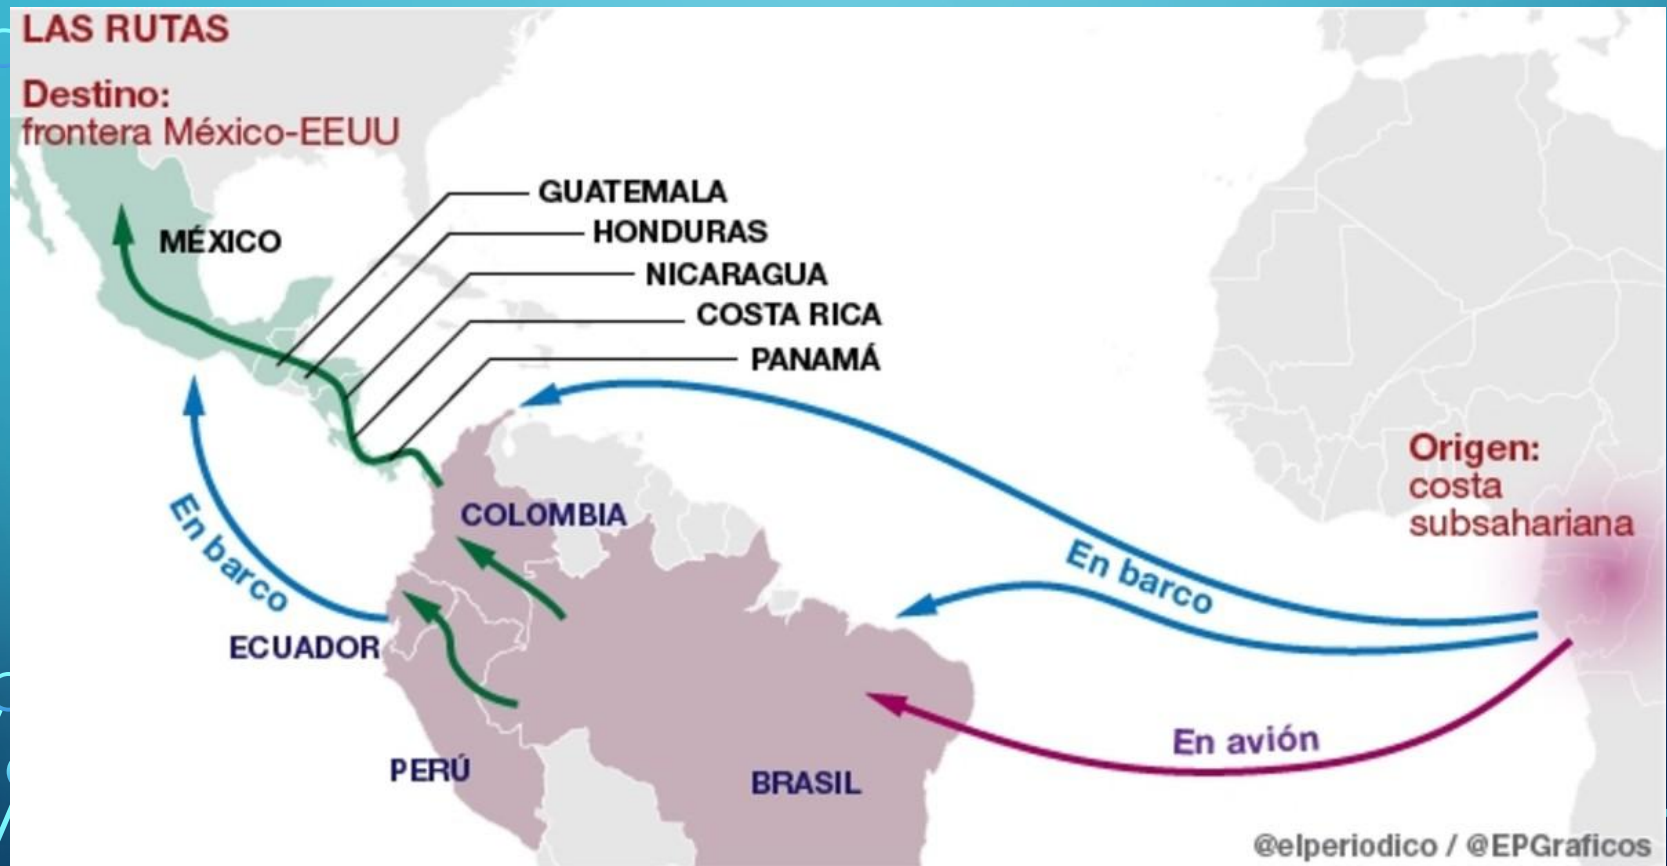 LAS RUTAS
Destino:
frontera México-EEUU
GUATEMALA
HONDURAS
MÉXICO
NICARAGUA
COSTA RICA
PANAMÁ
Origen:
costa
subsahariana
COLOMBIA
En barco
En barco
ECUADOR
En avión
PERÚ
BRASIL
@elperiodico / @EPGraficos